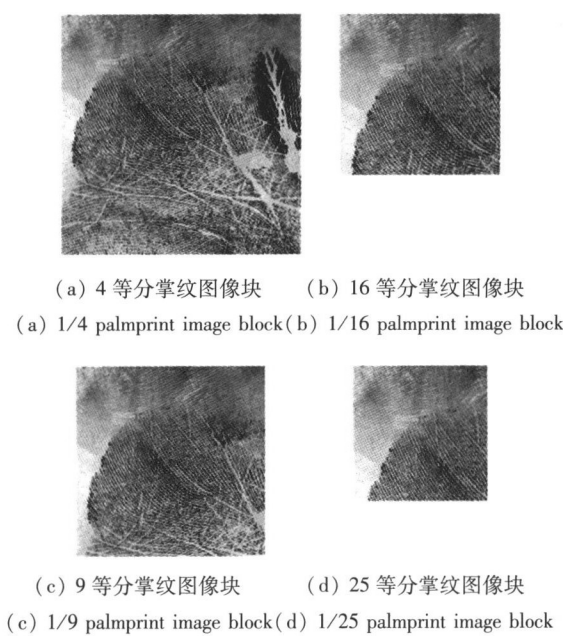 (a) 4 等分掌纹图像块 (b) 16 等分掌纹图像块
(a) 1/4 palmprint image block(b) 1/16 palmprint image block
(c) 9 等分掌纹图像块 (d) 25 等分掌纹图像块
(c) 1/9 palmprint image block(d) 1/25 palmprint image block